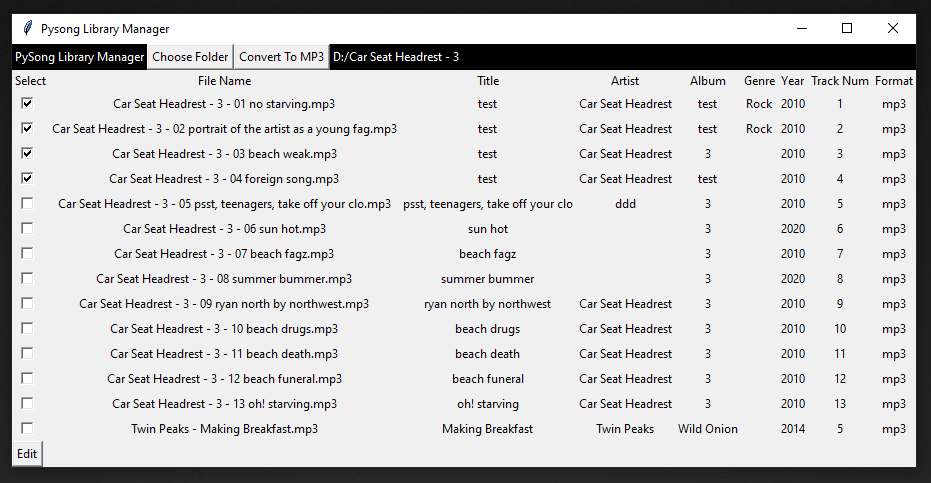 Pysong Library Manager
PySong Library Manager Choose Folder Convert To MP3 D:/Car Seat Headrest - 3
Select File Name Title Artist Album Genre Year Track Num Format
Car Seat Headrest - 3 - 01 no starving.mp3 test Car Seat Headrest test Rock 2010 1 mp3
Car Seat Headrest - 3 - 02 portrait of the artist as a young fag.mp3 test Car Seat Headrest test Rock 2010 2 mp3
Car Seat Headrest - 3 - 03 beach weak.mp3 test Car Seat Headrest 3 2010 3 mp3
Car Seat Headrest - 3 - 04 foreign song.mp3 test Car Seat Headrest test 2010 4 mp3
Car Seat Headrest - 3 - 05 psst, teenagers, take off your clo.mp3 psst, teenagers, take off your clo ddd 3 2010 5 mp3
Car Seat Headrest - 3 - 06 sun hot.mp3 sun hot 3 2020 6 mp3
Car Seat Headrest - 3 - 07 beach fagz.mp3 beach fagz 3 2010 7 mp3
Car Seat Headrest - 3 - 08 summer bummer.mp3 summer bummer 3 2020 8 mp3
Car Seat Headrest - 3 - 09 ryan north by northwest.mp3 ryan north by northwest Car Seat Headrest 3 2010 9 mp3
Car Seat Headrest - 3 - 10 beach drugs.mp3 beach drugs Car Seat Headrest 3 2010 10 mp3
Car Seat Headrest - 3 - 11 beach death.mp3 beach death Car Seat Headrest 3 2010 11 mp3
Car Seat Headrest - 3 - 12 beach funeral.mp3 beach funeral Car Seat Headrest 3 2010 12 mp3
Car Seat Headrest - 3 - 13 oh! starving.mp3 oh! starving Car Seat Headrest 3 2010 13 mp3
Twin Peaks - Making Breakfast.mp3 Making Breakfast Twin Peaks Wild Onion 2014 5 mp3
Edit